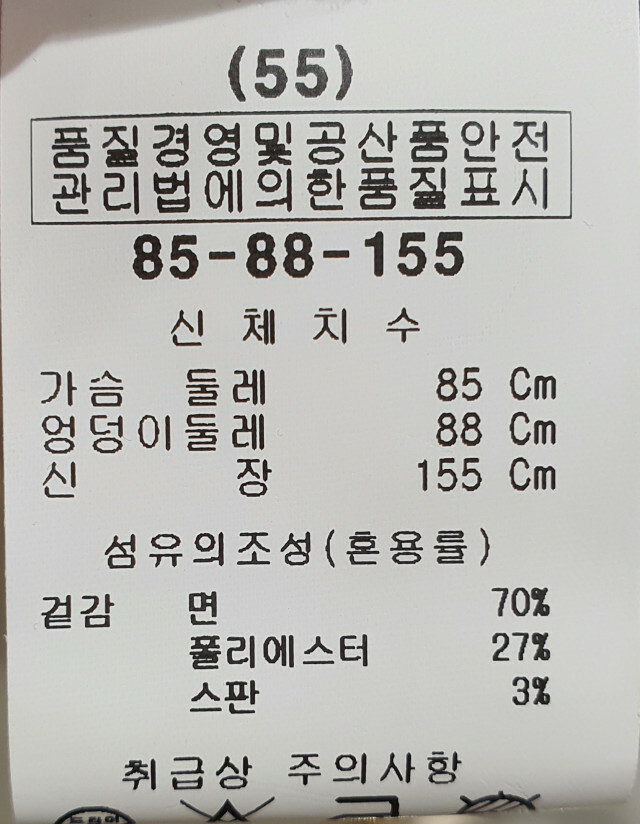 (55)
품질경영및공산품안전
관리법에의한품질표시
85-88-155
신 체 치 수
가슴 둘레 85 Cm
엉덩이둘레 88 Cm
신 장 155 Cm
섬유의조성(혼용률)
겉감 면 70%
폴리에스터 27%
스판 3%
취급상 주의사항